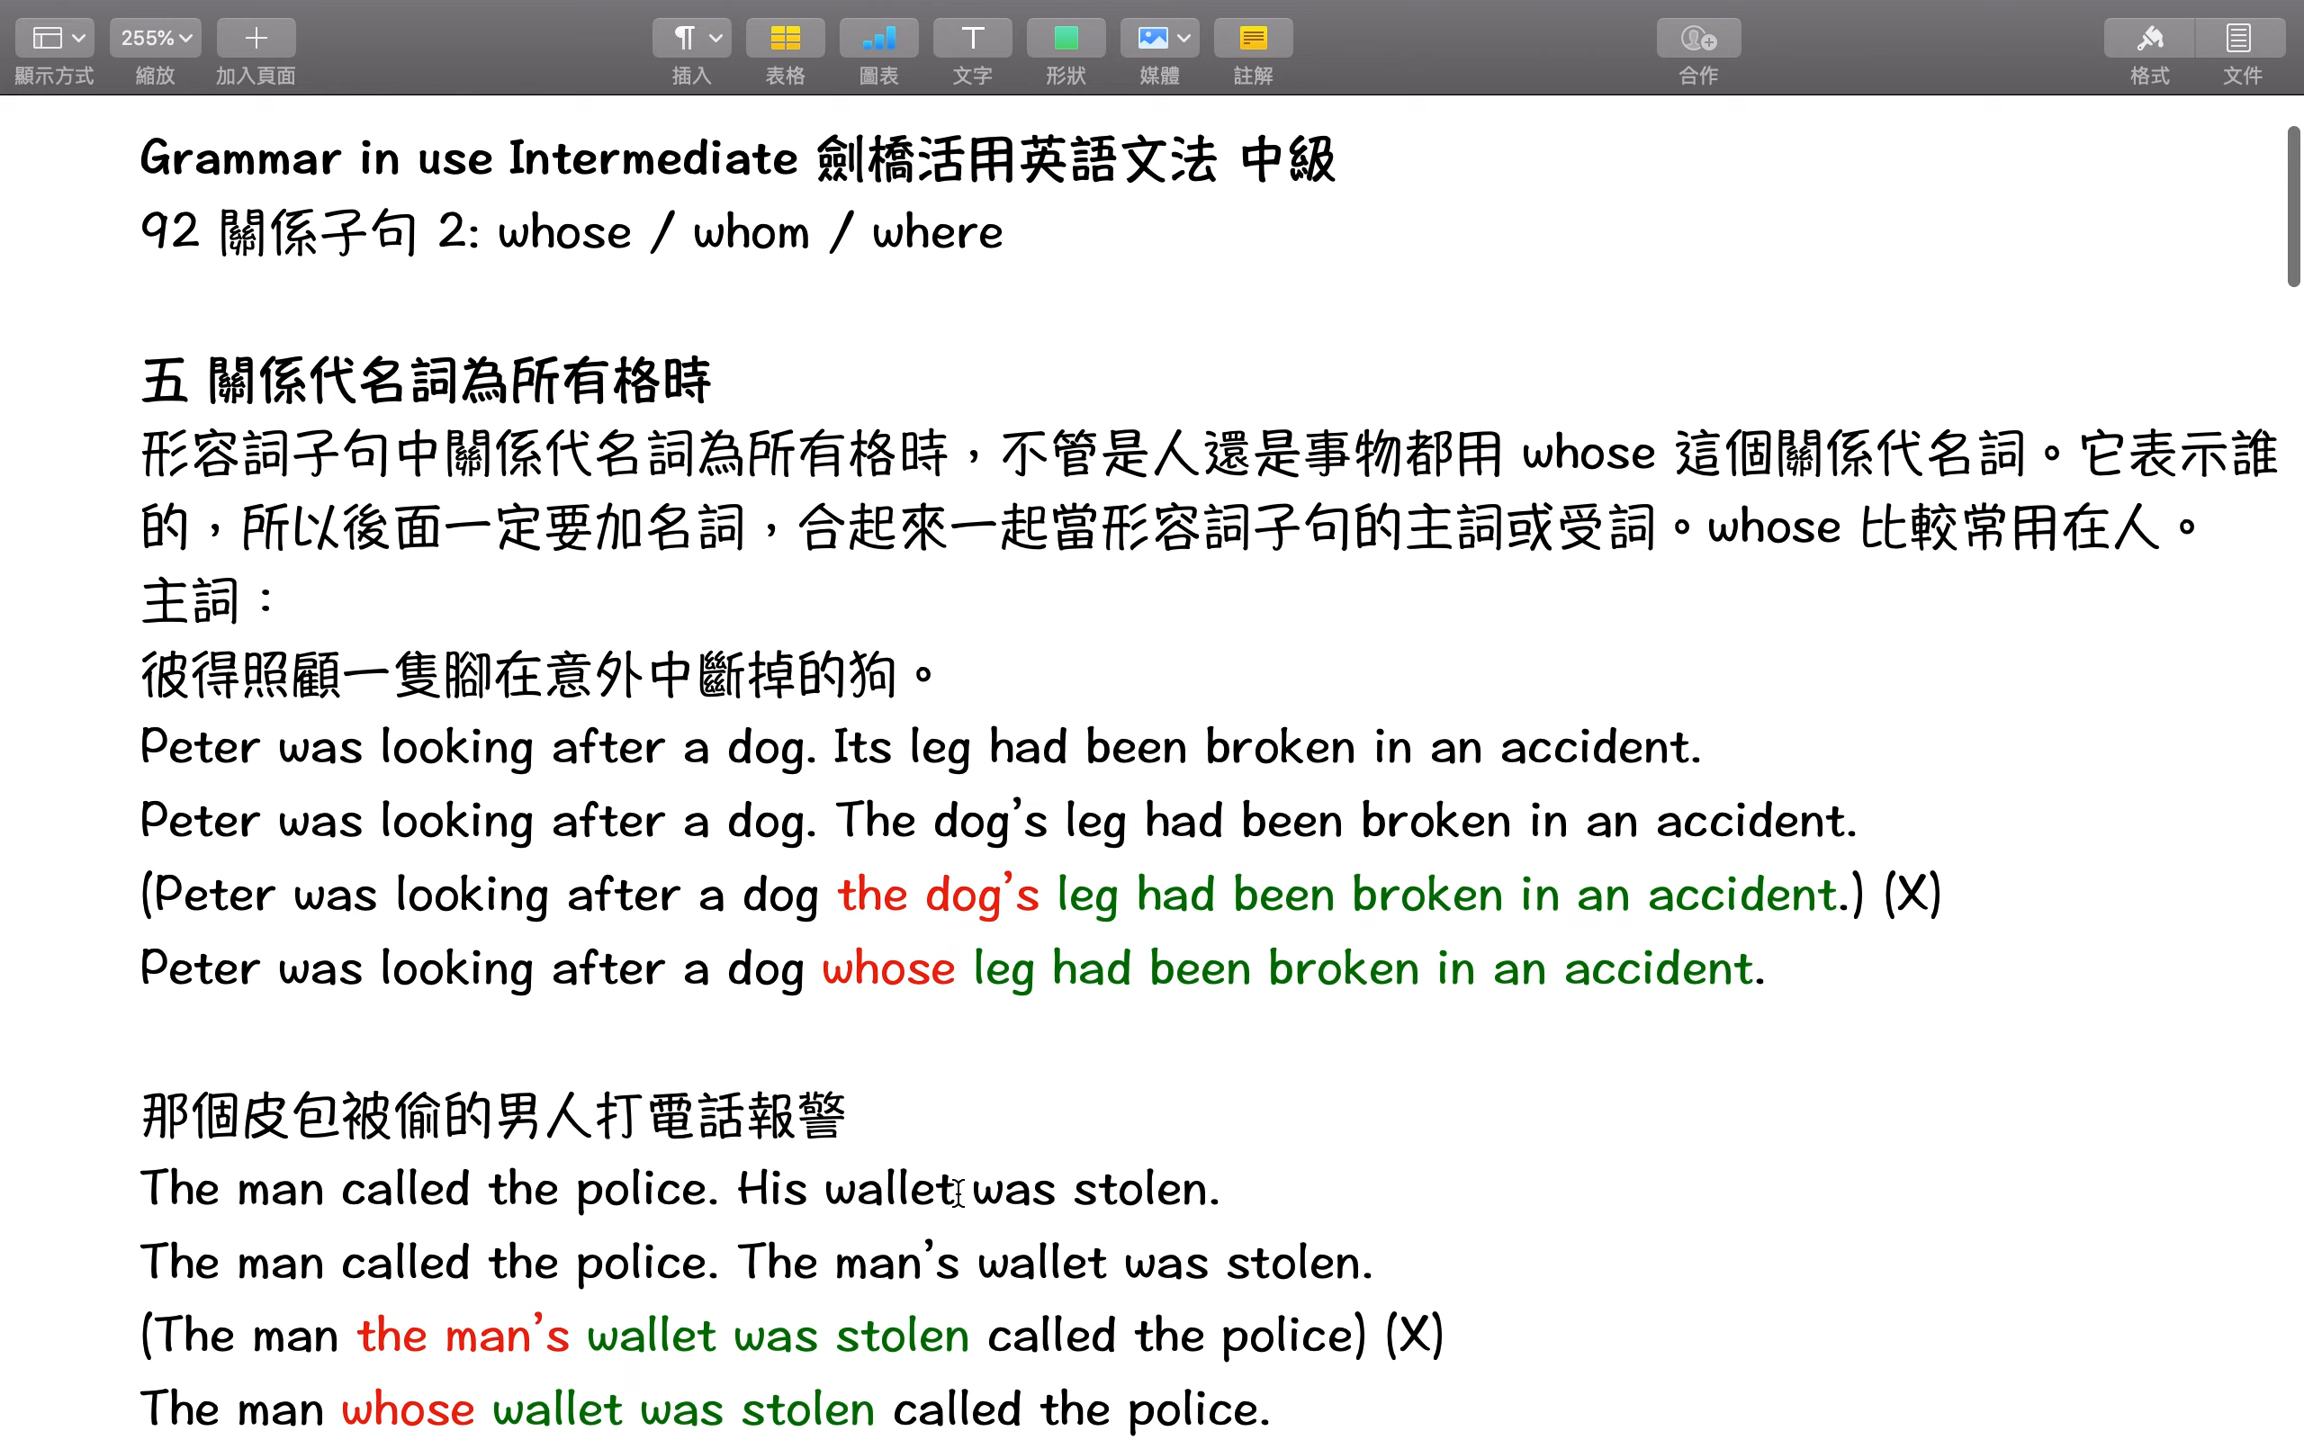 255%
顯示方式 縮放 加入頁面 插入 表格 圖表 文字 形狀 媒體 註解 合作 格式 文件
Grammar in use Intermediate 劍橋活用英語文法 中級
92 關係子句 2: whose / whom / where
五 關係代名詞為所有格時
形容詞子句中關係代名詞為所有格時，不管是人還是事物都用 whose 這個關係代名詞。它表示誰
的，所以後面一定要加名詞，合起來一起當形容詞子句的主詞或受詞。whose 比較常用在人。
主詞：
彼得照顧一隻腳在意外中斷掉的狗。
Peter was looking after a dog. Its leg had been broken in an accident.
Peter was looking after a dog. The dog’s leg had been broken in an accident.
(Peter was looking after a dog the dog’s leg had been broken in an accident.) (X)
Peter was looking after a dog whose leg had been broken in an accident.
那個皮包被偷的男人打電話報警
The man called the police. His wallet was stolen.
The man called the police. The man’s wallet was stolen.
(The man the man’s wallet was stolen called the police) (X)
The man whose wallet was stolen called the police.